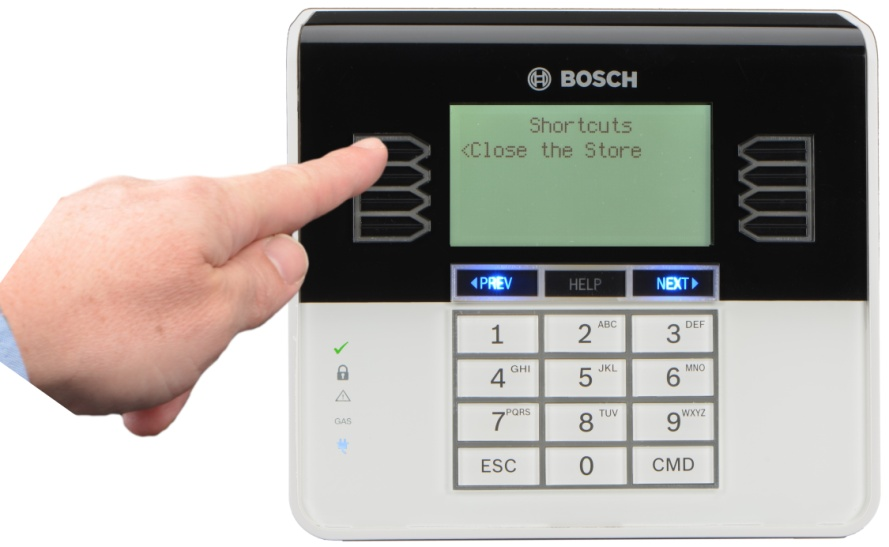 BOSCH
Shortcuts
<Close the Store
PREV HELP NEXT
1 2 ABC 3 DEF
4 GHI 5 JKL 6 MNO
7 PQRS 8 TUV 9 WXYZ
GAS
ESC 0 CMD